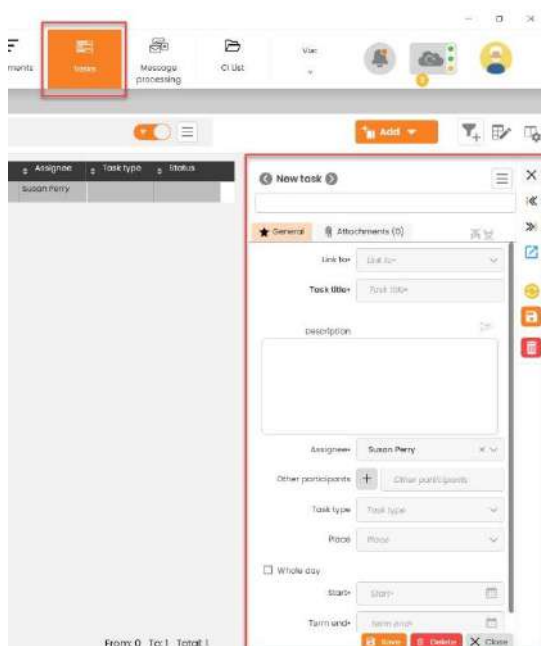 ments
Tasks
Message
processing
CI List
Add
Assignee
Task type
Status
Susan Perry
New task
General
Attachments (0)
Link to*
Link to*
Task title*
Task title*
Description
Assignee*
Susan Perry
Other participants
+
Other participants
Task type
Task type
Place
Place
Whole day
Start*
Start*
Term end*
Term end*
Save
Delete
Close
From: 0 To: 1 Total: 1